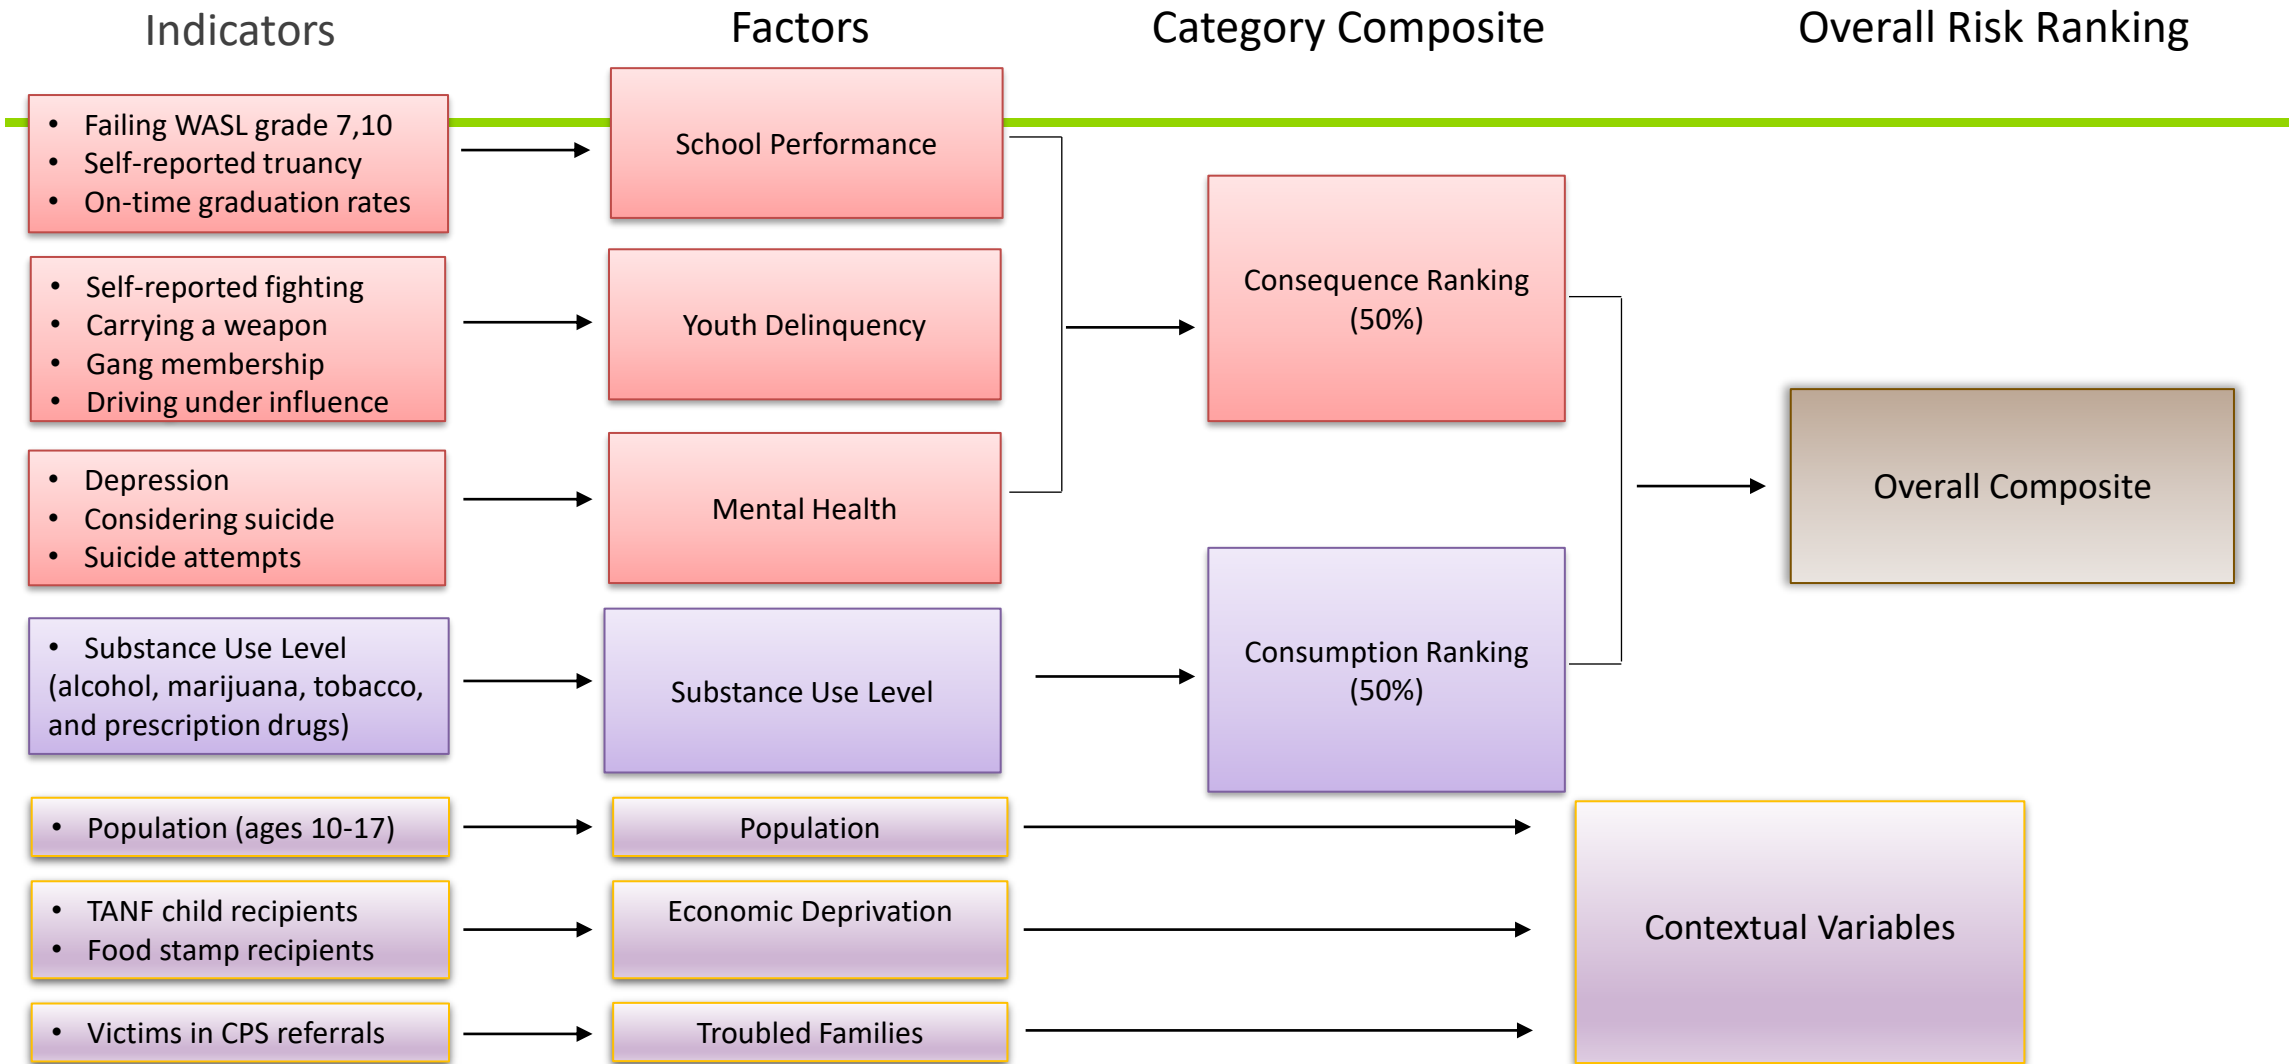 Indicators
Factors
Category Composite
Overall Risk Ranking
• Failing WASL grade 7,10
• Self-reported truancy
• On-time graduation rates
School Performance
• Self-reported fighting
• Carrying a weapon
• Gang membership
• Driving under influence
Youth Delinquency
• Depression
• Considering suicide
• Suicide attempts
Mental Health
Consequence Ranking
(50%)
• Substance Use Level
(alcohol, marijuana, tobacco,
and prescription drugs)
Substance Use Level
Consumption Ranking
(50%)
Overall Composite
• Population (ages 10-17)
Population
• TANF child recipients
• Food stamp recipients
Economic Deprivation
• Victims in CPS referrals
Troubled Families
Contextual Variables